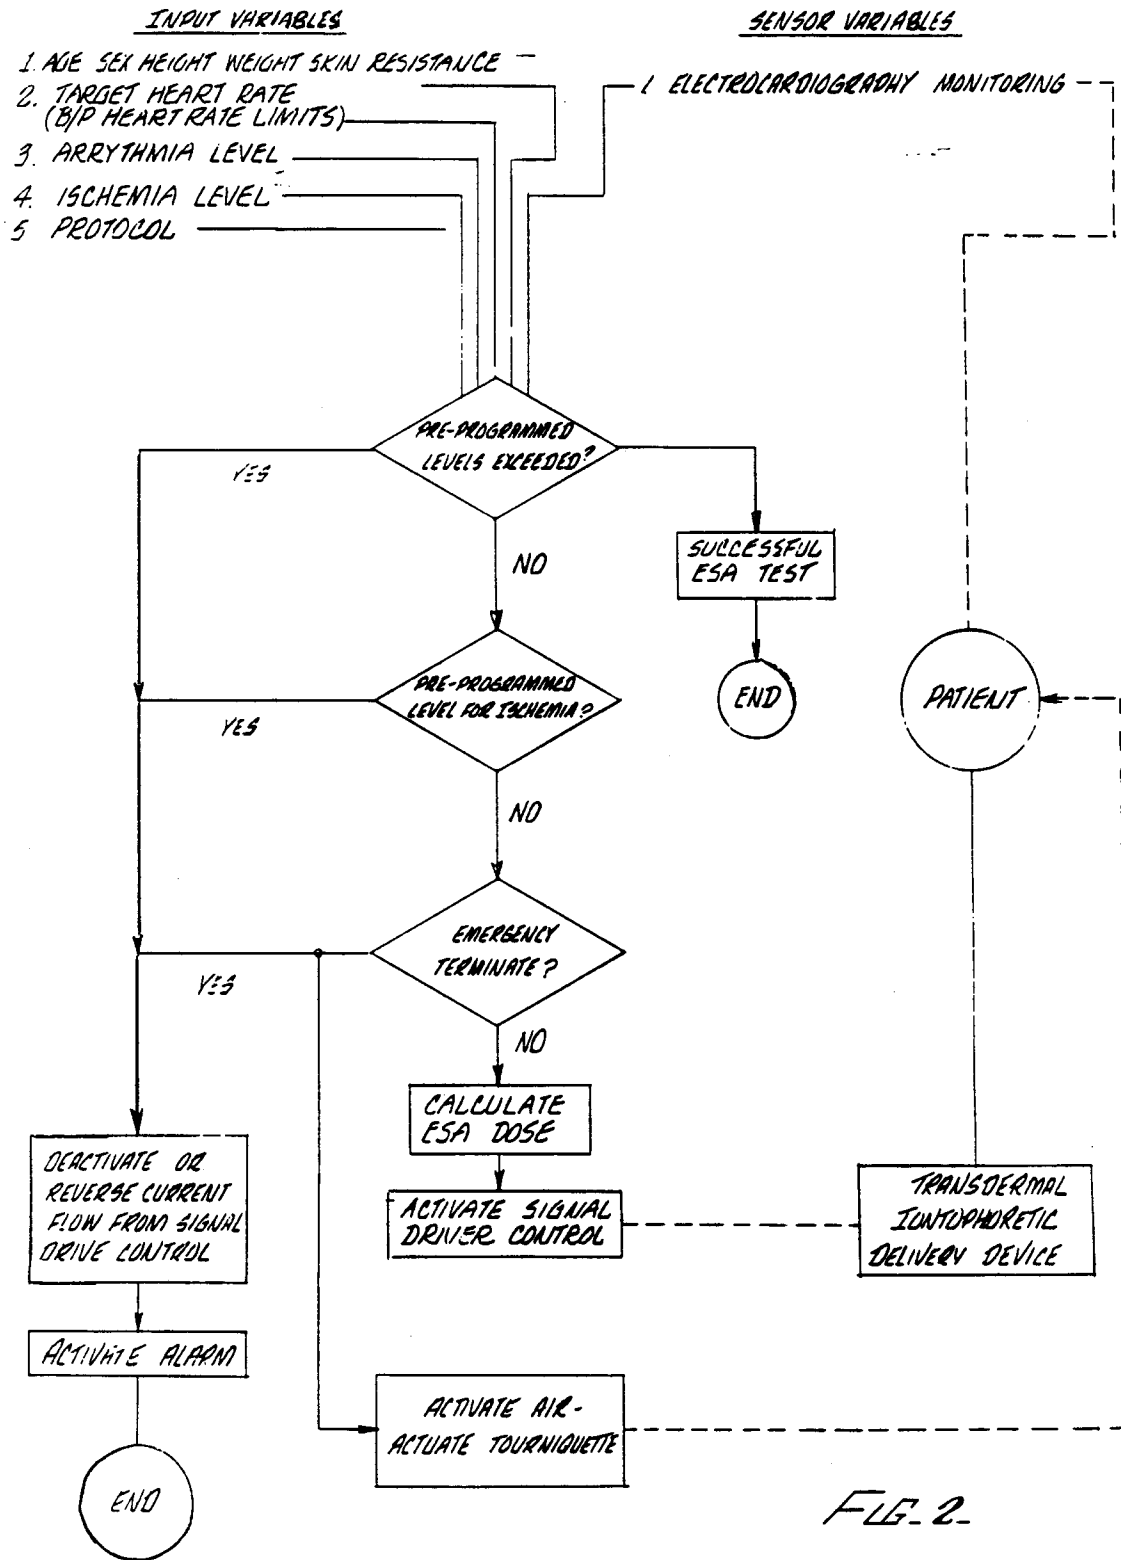 INPUT VARIABLES
1. AGE SEX HEIGHT WEIGHT SKIN RESISTANCE
2. TARGET HEART RATE
(B/P HEART RATE LIMITS)
3. ARRYTHMIA LEVEL
4. ISCHEMIA LEVEL
5 PROTOCOL
SENSOR VARIABLES
1 ELECTROCARDIOGRAPHY MONITORING
PRE-PROGRAMMED
LEVELS EXCEEDED?
YES
NO
SUCCESSFUL
ESA TEST
END
PRE-PROGRAMMED
LEVEL FOR ISCHEMIA?
YES
NO
PATIENT
EMERGENCY
TERMINATE?
YES
NO
CALCULATE
ESA DOSE
ACTIVATE SIGNAL
DRIVER CONTROL
TRANSDERMAL
IONTOPHORETIC
DELIVERY DEVICE
DEACTIVATE OR
REVERSE CURRENT
FLOW FROM SIGNAL
DRIVE CONTROL
ACTIVATE ALARM
END
ACTIVATE AIR-
ACTUATE TOURNIQUETTE
FIG. 2.